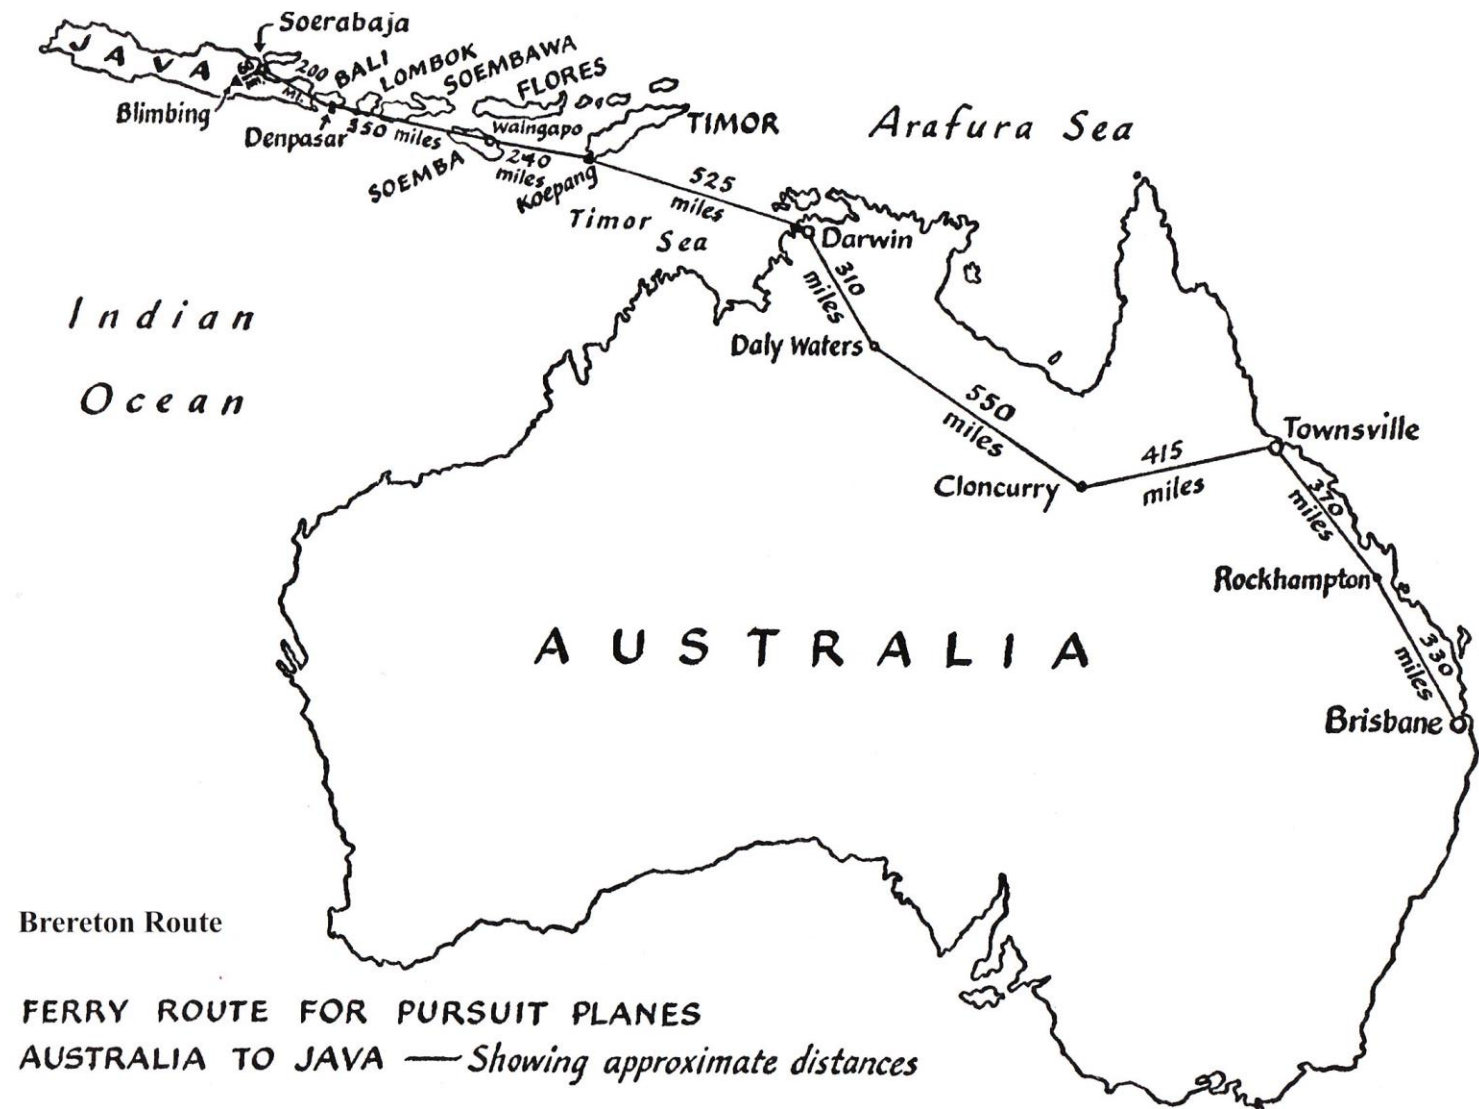 Soerabaja
JAVA
60
mi.
200
Mi.
BALI
LOMBOK
SOEMBAWA
FLORES
Blimbing
Denpasar
350 miles
Waingapo
SOEMBA
240
miles
Koepang
TIMOR
Arafura Sea
525
miles
Timor
Sea
Darwin
310
miles
Indian
Ocean
Daly Waters
550
miles
Townsville
415
miles
Cloncurry
370
miles
Rockhampton
AUSTRALIA
330
miles
Brisbane
Brereton Route
FERRY ROUTE FOR PURSUIT PLANES
AUSTRALIA TO JAVA — Showing approximate distances